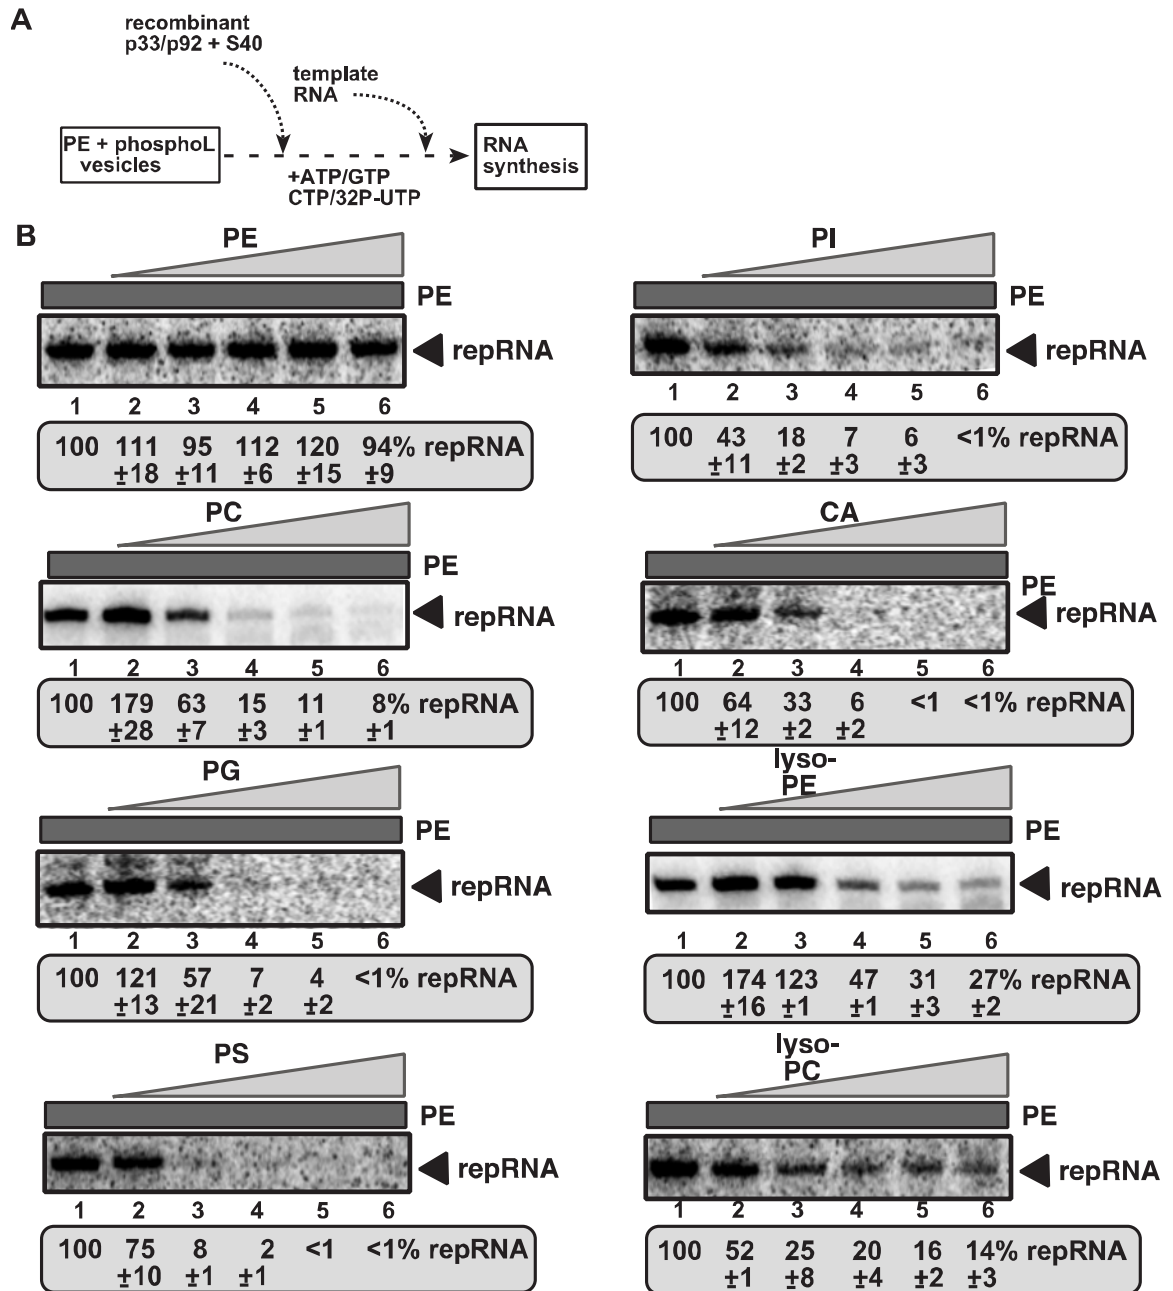 A
recombinant
p33/p92 + S40
template
RNA
PE + phosphoL
vesicles
+ATP/GTP
CTP/32P-UTP
RNA
synthesis
B
PE
PE
repRNA
1 2 3 4 5 6
100 111 95 112 120 94% repRNA
±18 ±11 ±6 ±15 ±9
PI
PE
repRNA
1 2 3 4 5 6
100 43 18 7 6 <1% repRNA
±11 ±2 ±3 ±3
PC
PE
repRNA
1 2 3 4 5 6
100 179 63 15 11 8% repRNA
±28 ±7 ±3 ±1 ±1
CA
PE
repRNA
1 2 3 4 5 6
100 64 33 6 <1 <1% repRNA
±12 ±2 ±2
PG
PE
repRNA
1 2 3 4 5 6
100 121 57 7 4 <1% repRNA
±13 ±21 ±2 ±2
lyso-
PE
PE
repRNA
1 2 3 4 5 6
100 174 123 47 31 27% repRNA
±16 ±1 ±1 ±3 ±2
PS
PE
repRNA
1 2 3 4 5 6
100 75 8 2 <1 <1% repRNA
±10 ±1 ±1
lyso-
PC
PE
repRNA
1 2 3 4 5 6
100 52 25 20 16 14% repRNA
±1 ±8 ±4 ±2 ±3